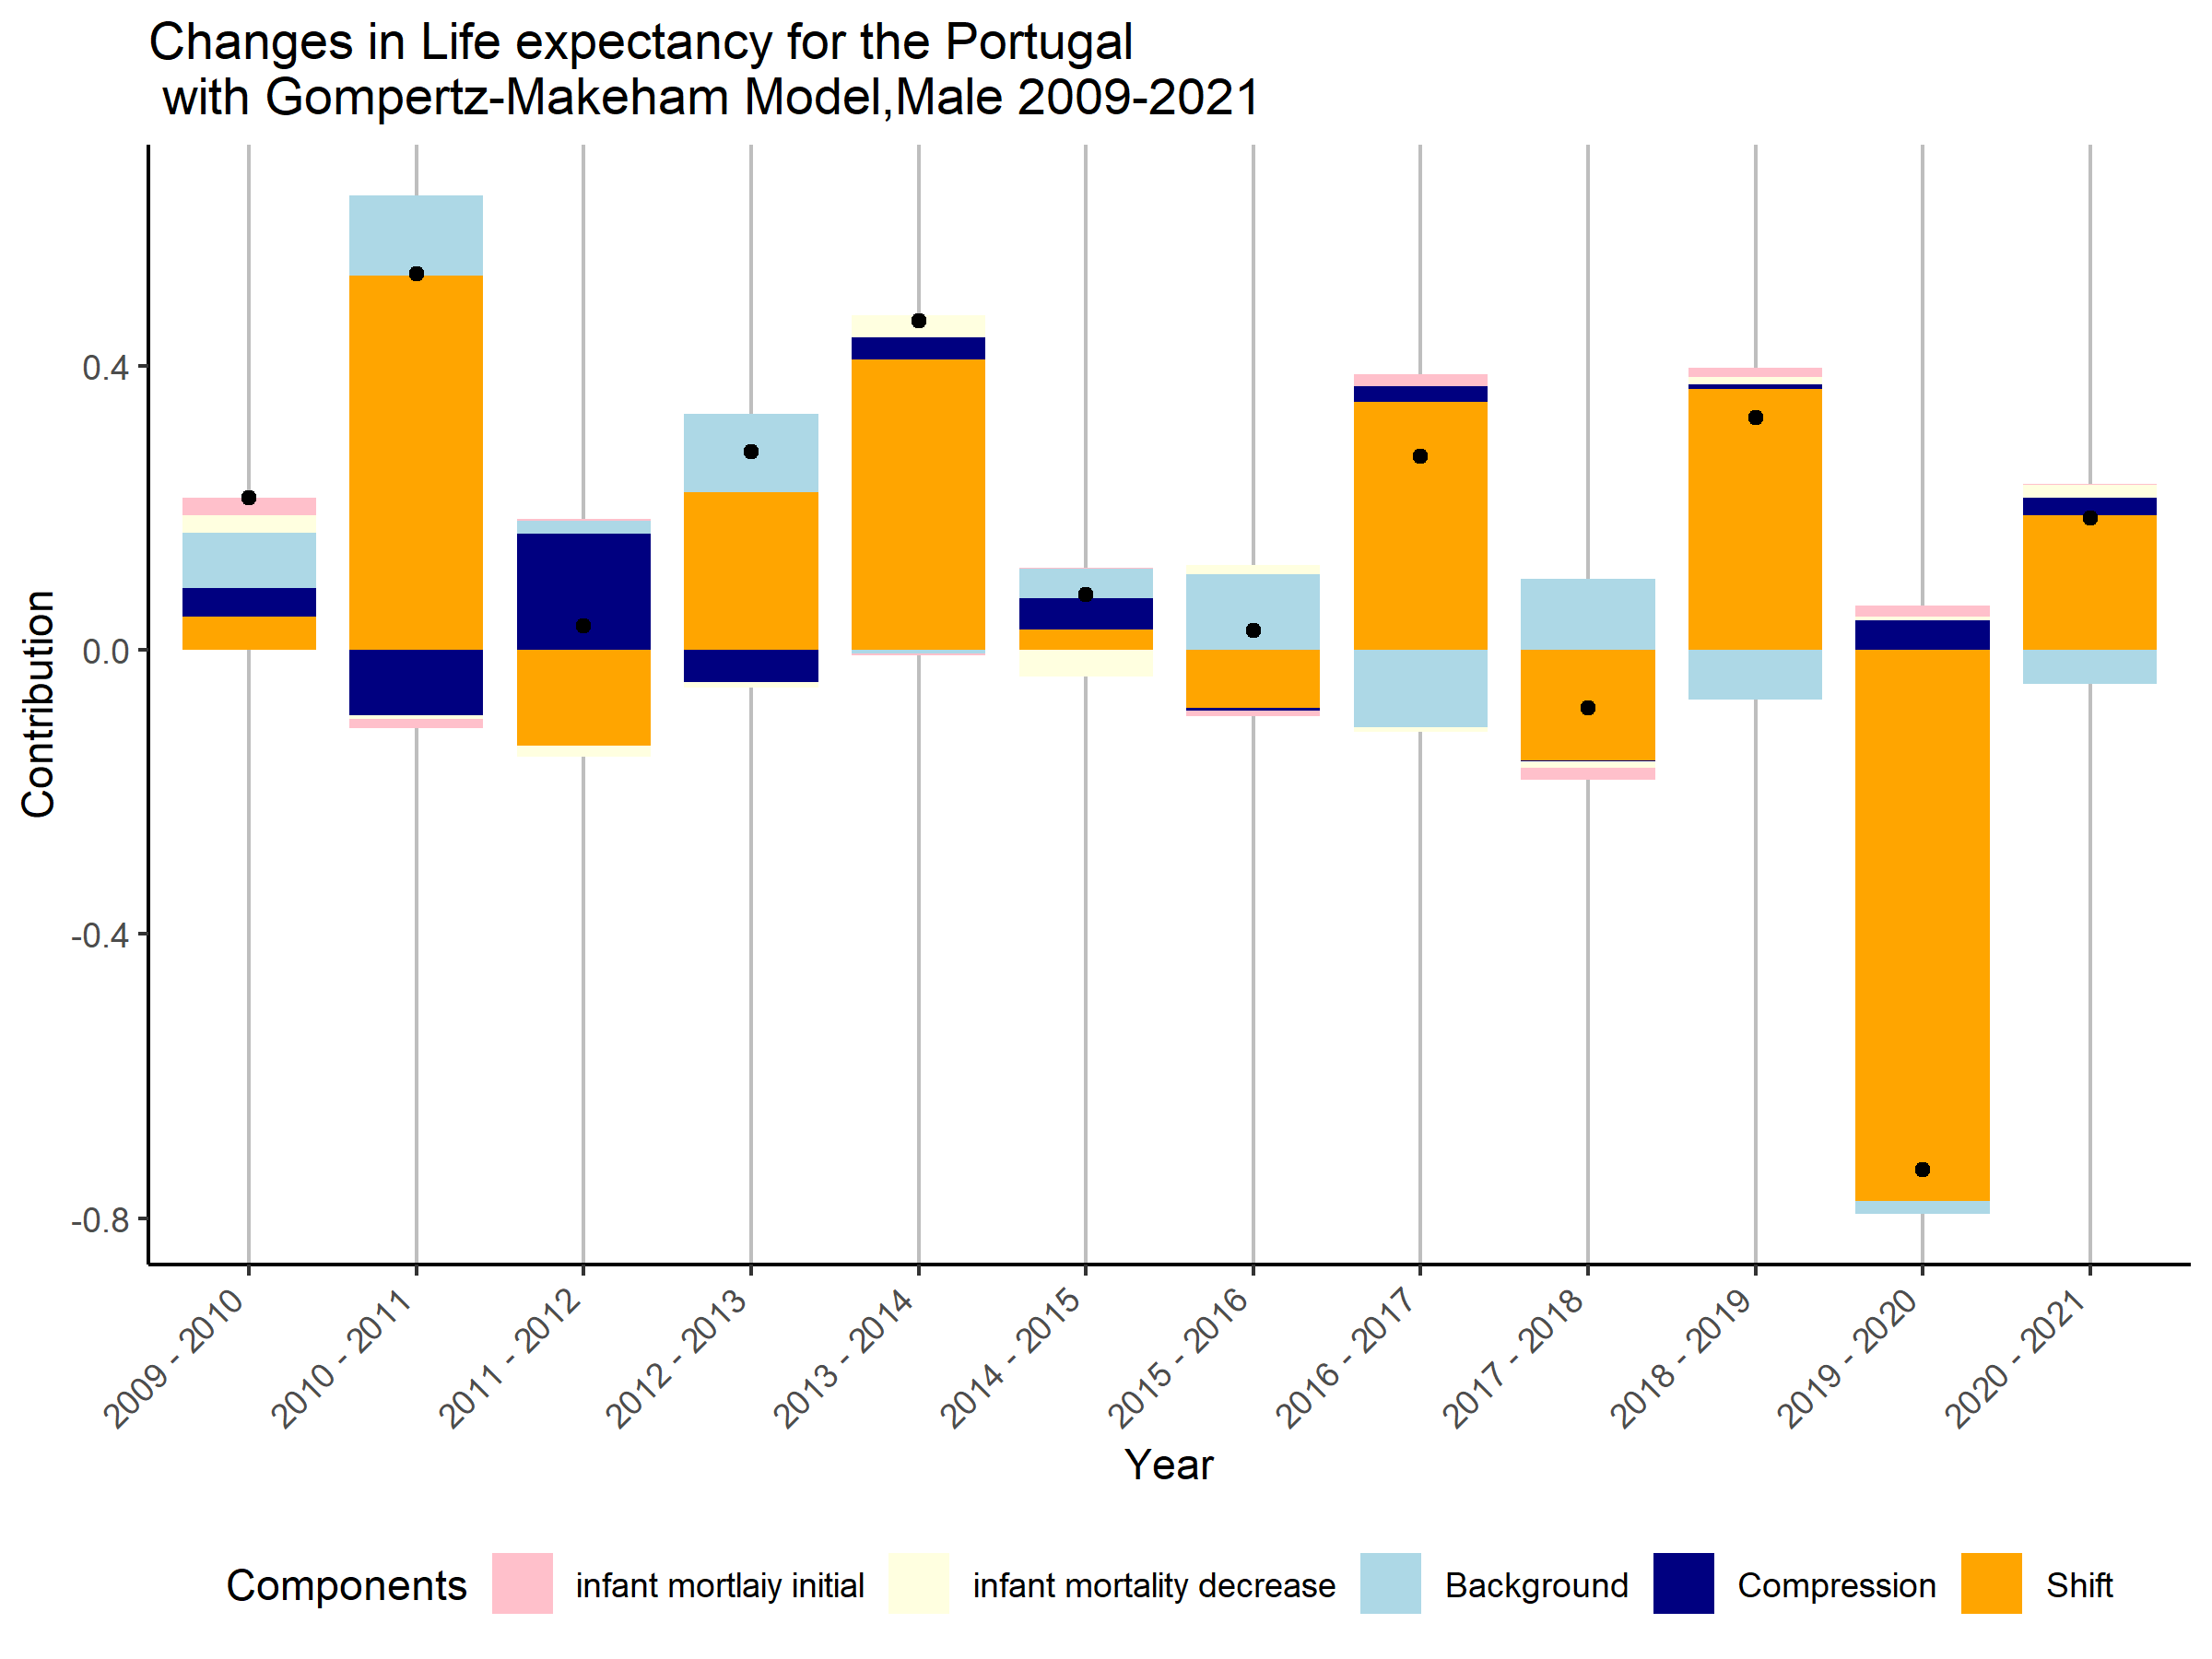 Changes in Life expectancy for the Portugal
with Gompertz-Makeham Model,Male 2009-2021
Contribution
0.4
0.0
-0.4
-0.8
2009 - 2010
2010 - 2011
2011 - 2012
2012 - 2013
2013 - 2014
2014 - 2015
2015 - 2016
2016 - 2017
2017 - 2018
2018 - 2019
2019 - 2020
2020 - 2021
Year
Components infant mortlaiy initial infant mortality decrease Background Compression Shift